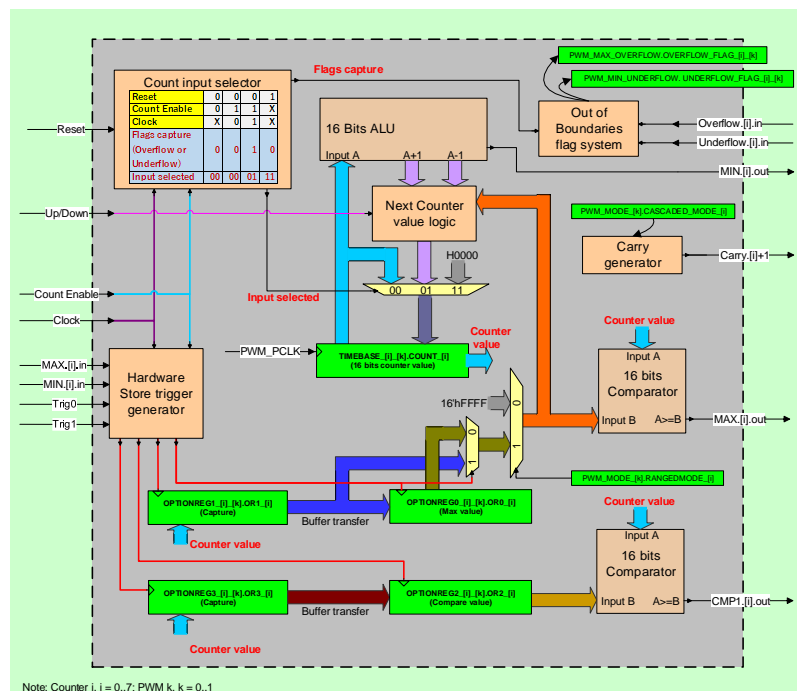 PWM_MAX_OVERFLOW.OVERFLOW_FLAG_[i]_[k]
Flags capture
PWM_MIN_UNDERFLOW. UNDERFLOW_FLAG_[i]_[k]
Count input selector
Reset 0 0 0 1
Count Enable 0 1 1 X
Clock X 0 1 X
Flags capture
(Overflow or
Underflow)
0 0 1 0
Input selected 00 00 01 11
16 Bits ALU
Input A A+1 A-1
Out of
Boundaries
flag system
Reset
Overflow.[i].in
Underflow.[i].in
MIN.[i].out
Next Counter
value logic
Up/Down
PWM_MODE_[k].CASCADED_MODE_[i]
Carry
generator
Carry.[i]+1
H0000
Count Enable
Input selected
00 01 11
Clock
Counter
value
Counter value
PWM_PCLK
TIMEBASE_[i]_[k].COUNT_[i]
(16 bits counter value)
Input A
16 bits
Comparator
Input B A>=B
MAX.[i].out
MAX.[i].in
MIN.[i].in
Trig0
Trig1
Hardware
Store trigger
generator
16'hFFFF
0
1
0
1
PWM_MODE_[k].RANGEDMODE_[i]
OPTIONREG1_[i]_[k].OR1_[i]
(Capture)
Buffer transfer
OPTIONREG0_[i]_[k].OR0_[i]
(Max value)
Counter value
Counter value
Input A
16 bits
Comparator
Input B A>=B
CMP1.[i].out
OPTIONREG3_[i]_[k].OR3_[i]
(Capture)
Buffer transfer
OPTIONREG2_[i]_[k].OR2_[i]
(Compare value)
Counter value
Note: Counter i, i = 0..7; PWM k, k = 0..1